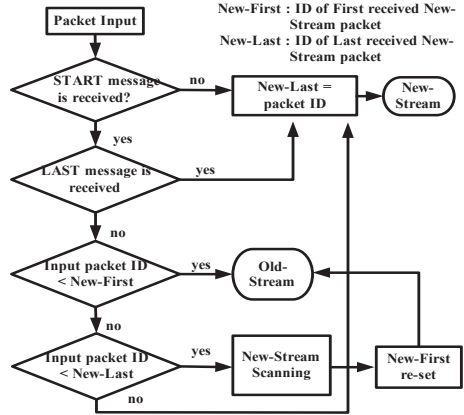 Packet Input
New-First : ID of First received New-
Stream packet
New-Last : ID of Last received New-
Stream packet
START message
is received?
no
New-Last =
packet ID
New-
Stream
yes
LAST message is
received
yes
no
Input packet ID
< New-First
yes
Old-
Stream
no
Input packet ID
< New-Last
yes
New-Stream
Scanning
New-First
re-set
no